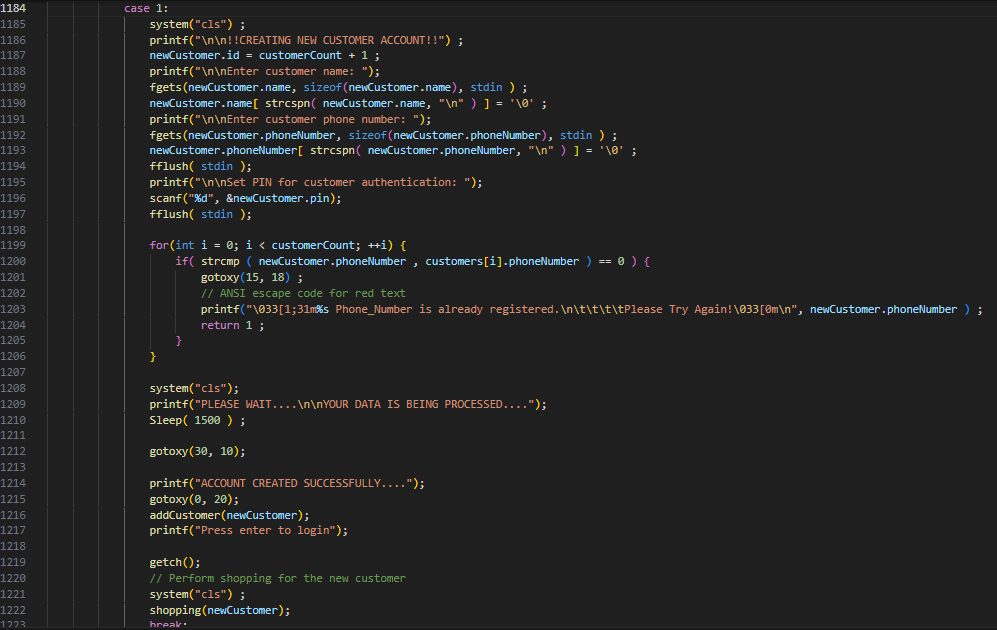 1184 case 1:
1185 system("cls") ;
1186 printf("\n\n!!CREATING NEW CUSTOMER ACCOUNT!!") ;
1187 newCustomer.id = customerCount + 1 ;
1188 printf("\n\nEnter customer name: ");
1189 fgets(newCustomer.name, sizeof(newCustomer.name), stdin ) ;
1190 newCustomer.name[ strcspn( newCustomer.name, "\n" ) ] = '\0' ;
1191 printf("\n\nEnter customer phone number: ");
1192 fgets(newCustomer.phoneNumber, sizeof(newCustomer.phoneNumber), stdin ) ;
1193 newCustomer.phoneNumber[ strcspn( newCustomer.phoneNumber, "\n" ) ] = '\0' ;
1194 fflush( stdin );
1195 printf("\n\nSet PIN for customer authentication: ");
1196 scanf("%d", &newCustomer.pin);
1197 fflush( stdin );
1198
1199 for(int i = 0; i < customerCount; ++i) {
1200 if( strcmp ( newCustomer.phoneNumber , customers[i].phoneNumber ) == 0 ) {
1201 gotoxy(15, 18) ;
1202 // ANSI escape code for red text
1203 printf("\033[1;31m%s Phone_Number is already registered.\n\t\t\t\tPlease Try Again!\033[0m\n", newCustomer.phoneNumber ) ;
1204 return 1 ;
1205 }
1206 }
1207
1208 system("cls");
1209 printf("PLEASE WAIT....\n\nYOUR DATA IS BEING PROCESSED....");
1210 Sleep( 1500 ) ;
1211
1212 gotoxy(30, 10);
1213
1214 printf("ACCOUNT CREATED SUCCESSFULLY....");
1215 gotoxy(0, 20);
1216 addCustomer(newCustomer);
1217 printf("Press enter to login");
1218
1219 getch();
1220 // Perform shopping for the new customer
1221 system("cls") ;
1222 shopping(newCustomer);
1223 break;